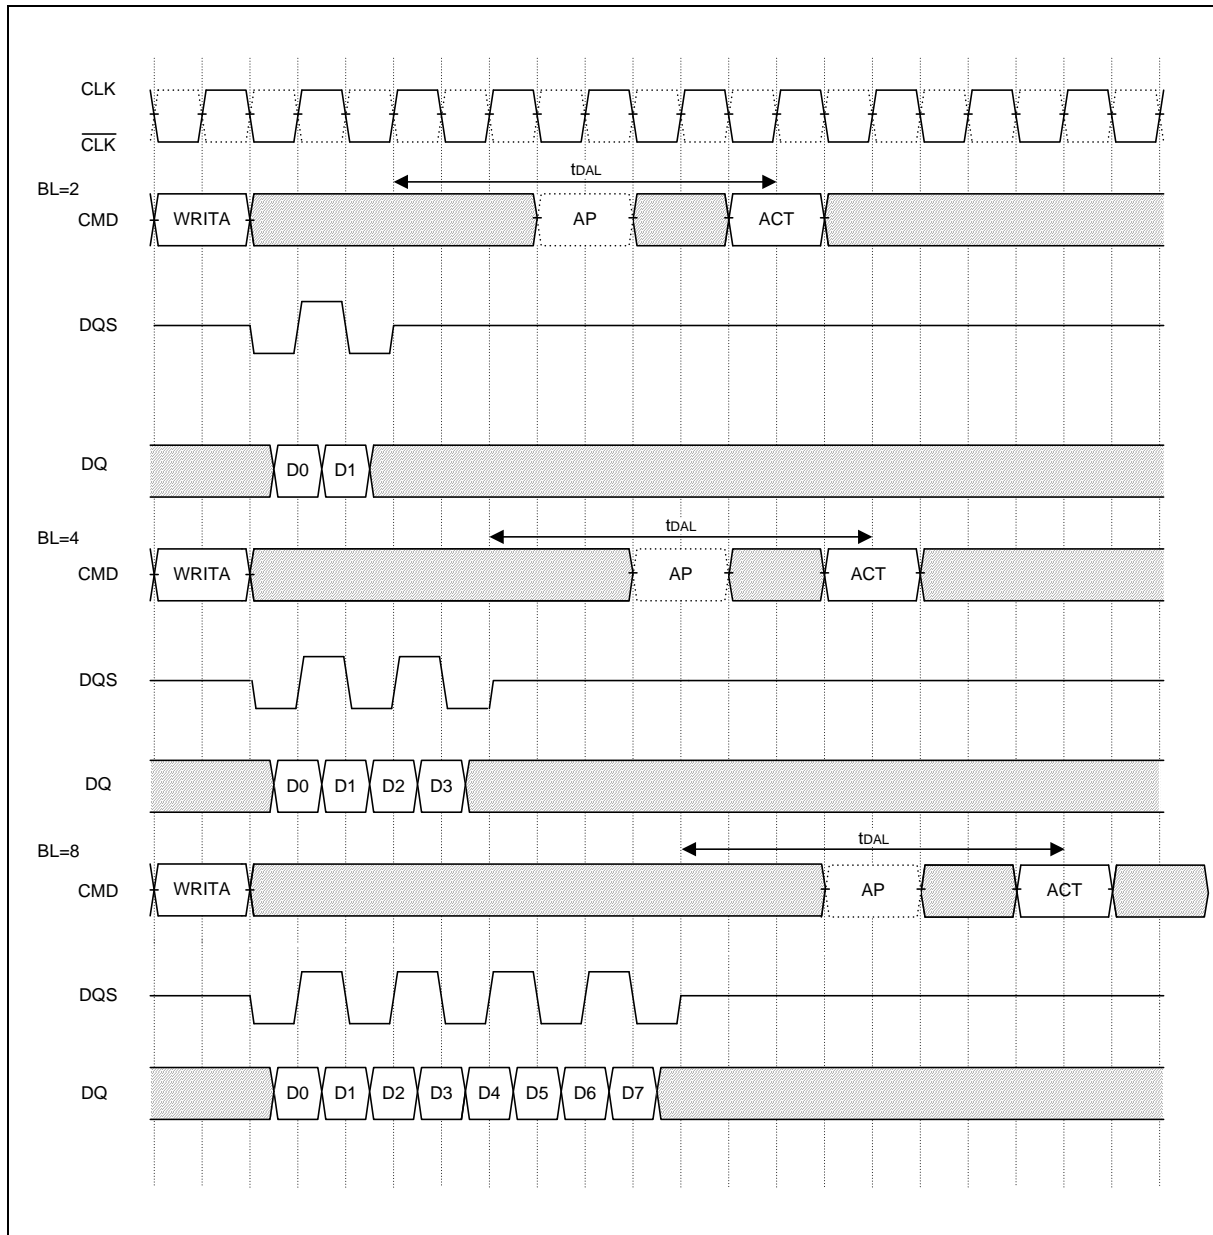 CLK
CLK
tDAL
BL=2
CMD WRITA AP ACT
DQS
DQ D0 D1
tDAL
BL=4
CMD WRITA AP ACT
DQS
DQ D0 D1 D2 D3
tDAL
BL=8
CMD WRITA AP ACT
DQS
DQ D0 D1 D2 D3 D4 D5 D6 D7